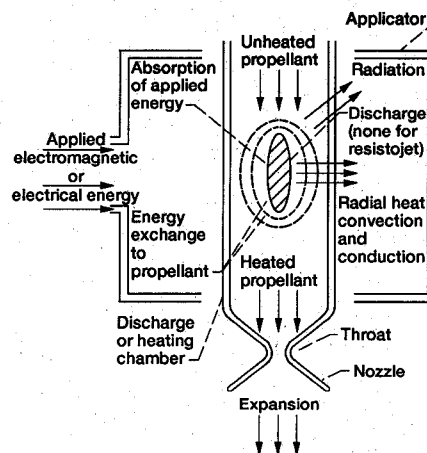 Applicator
Unheated
propellant
Absorption
of applied
energy
Radiation
Discharge
(none for
resistojet)
Applied
electromagnetic
or
electrical energy
Energy
exchange
to
propellant
Radial heat
convection
and
conduction
Heated
propellant
Discharge
or heating
chamber
Throat
Nozzle
Expansion